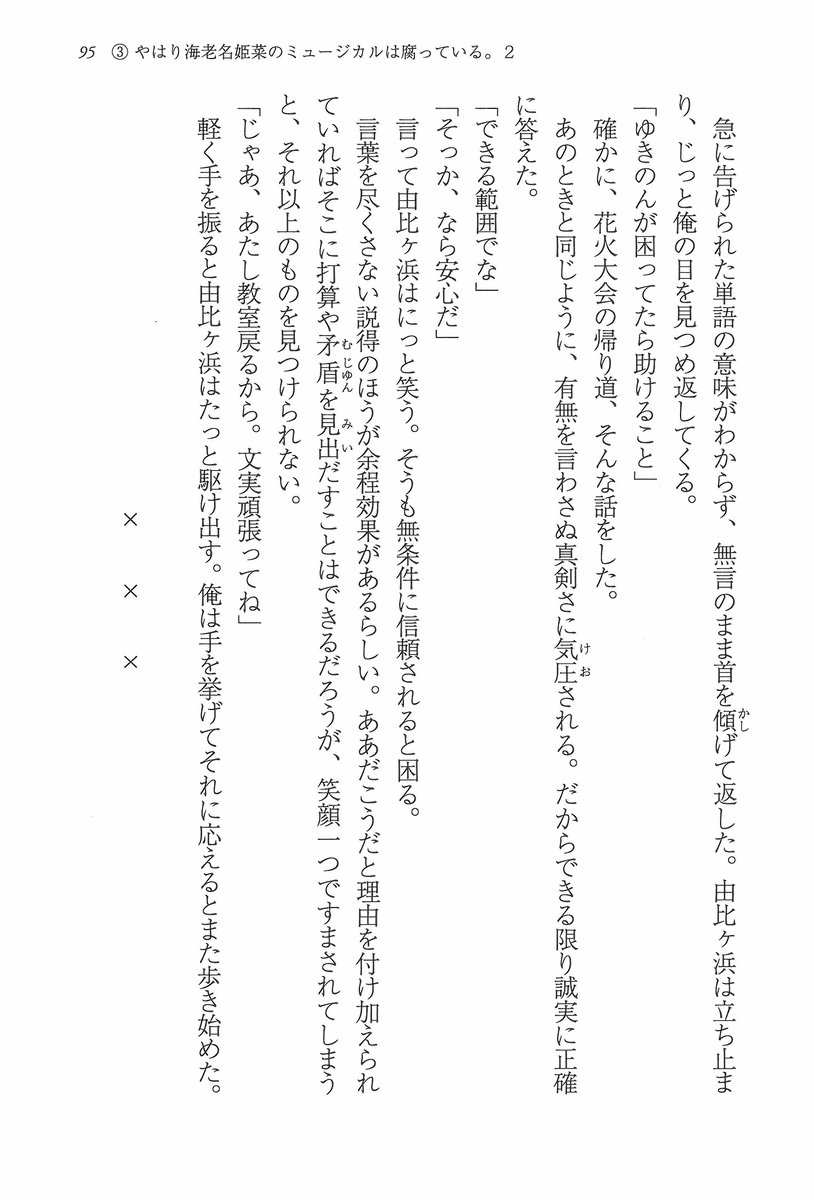 95 ③ やはり海老名姫菜のミュージカルは腐っている。2
　急に告げられた単語の意味がわからず、無言のまま首を傾げて返した。由比ヶ浜は立ち止ま
り、じっと俺の目を見つめ返してくる。
「ゆきのんが困ってたら助けること」
　確かに、花火大会の帰り道、そんな話をした。
　あのときと同じように、有無を言わさぬ真剣さに気圧される。だからできる限り誠実に正確
に答えた。
「できる範囲でな」
「そっか、なら安心だ」
　言って由比ヶ浜はにっと笑う。そうも無条件に信頼されると困る。
　言葉を尽くさない説得のほうが余程効果があるらしい。ああだこうだと理由を付け加えられ
ていればそこに打算や矛盾を見出だすことはできるだろうが、笑顔一つですまされてしまう
と、それ以上のものを見つけられない。
「じゃあ、あたし教室戻るから。文実頑張ってね」
　軽く手を振ると由比ヶ浜はたっと駆け出す。俺は手を挙げてそれに応えるとまた歩き始めた。
×　×　×